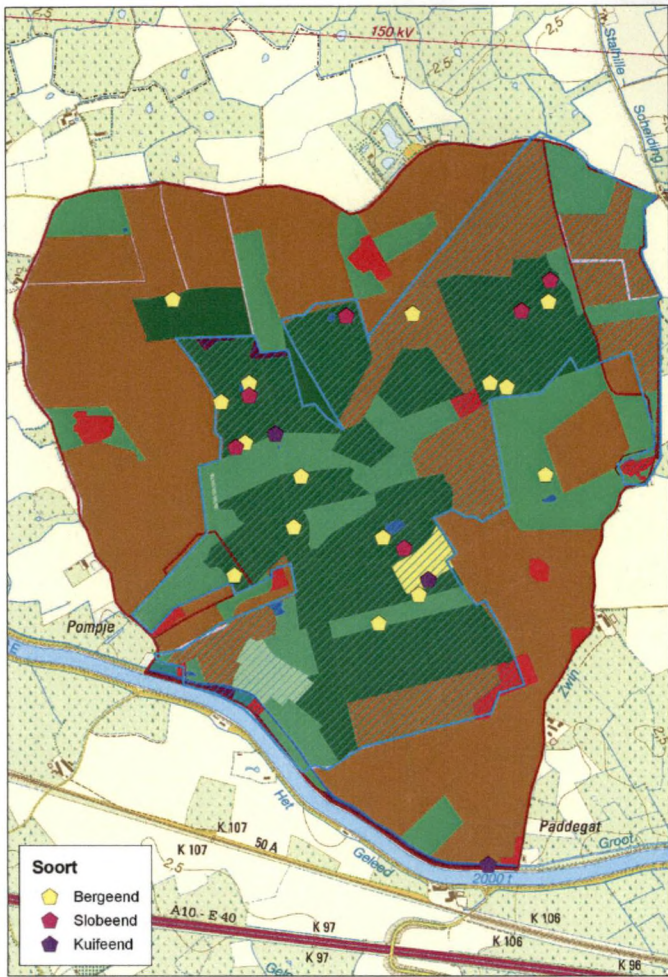 2,5
150 kV
Stalhille
Scheiding
2,5
Pompje
E
Zwin
2,5
Het
Geleed
Paddegat
Groot
K 107
K 107
50 A
2,5
20001
A10 - E 40
K 97
K 97
K 106
K 106
K 96
Soort
Bergeend
Slobeend
Kuifeend